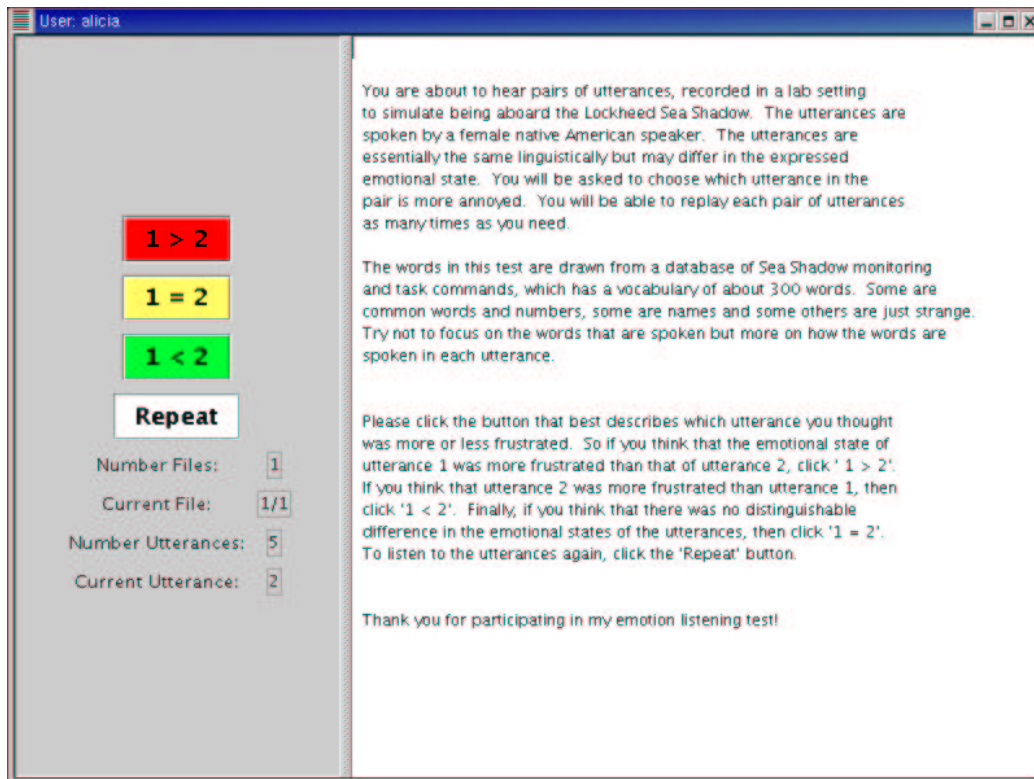 User: alicia
1 > 2
1 = 2
1 < 2
Repeat
Number Files: 1
Current File: 1/1
Number Utterances: 5
Current Utterance: 2
You are about to hear pairs of utterances, recorded in a lab setting
to simulate being aboard the Lockheed Sea Shadow. The utterances are
spoken by a female native American speaker. The utterances are
essentially the same linguistically but may differ in the expressed
emotional state. You will be asked to choose which utterance in the
pair is more annoyed. You will be able to replay each pair of utterances
as many times as you need.
The words in this test are drawn from a database of Sea Shadow monitoring
and task commands, which has a vocabulary of about 300 words. Some are
common words and numbers, some are names and some others are just strange.
Try not to focus on the words that are spoken but more on how the words are
spoken in each utterance.
Please click the button that best describes which utterance you thought
was more or less frustrated. So if you think that the emotional state of
utterance 1 was more frustrated than that of utterance 2, click ' 1 > 2'.
If you think that utterance 2 was more frustrated than utterance 1, then
click '1 < 2'. Finally, if you think that there was no distinguishable
difference in the emotional states of the utterances, then click '1 = 2'.
To listen to the utterances again, click the 'Repeat' button.
Thank you for participating in my emotion listening test!